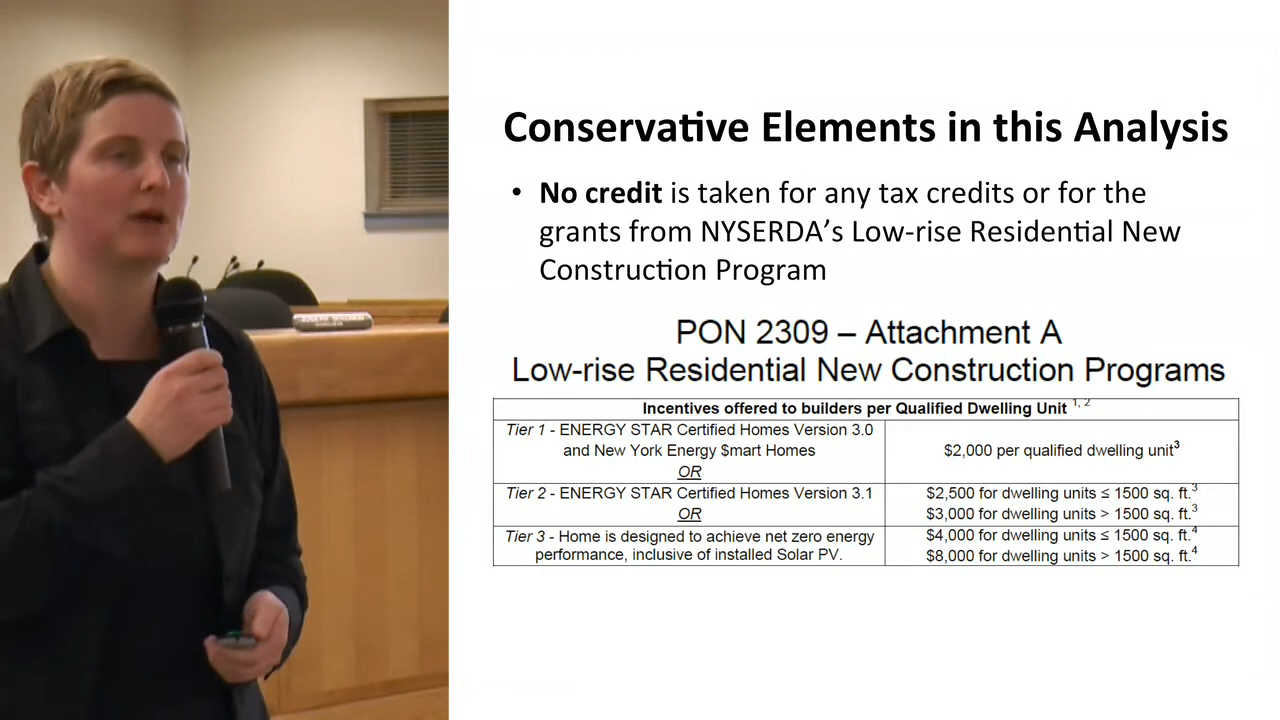 Conservative Elements in this Analysis
• No credit is taken for any tax credits or for the
grants from NYSERDA’s Low-rise Residential New
Construction Program
PON 2309 – Attachment A
Low-rise Residential New Construction Programs
Incentives offered to builders per Qualified Dwelling Unit 1, 2
Tier 1 - ENERGY STAR Certified Homes Version 3.0
and New York Energy $mart Homes
OR
$2,000 per qualified dwelling unit3
Tier 2 - ENERGY STAR Certified Homes Version 3.1
OR
$2,500 for dwelling units ≤ 1500 sq. ft.3
$3,000 for dwelling units > 1500 sq. ft.3
Tier 3 - Home is designed to achieve net zero energy
performance, inclusive of installed Solar PV.
$4,000 for dwelling units ≤ 1500 sq. ft.4
$8,000 for dwelling units > 1500 sq. ft.4